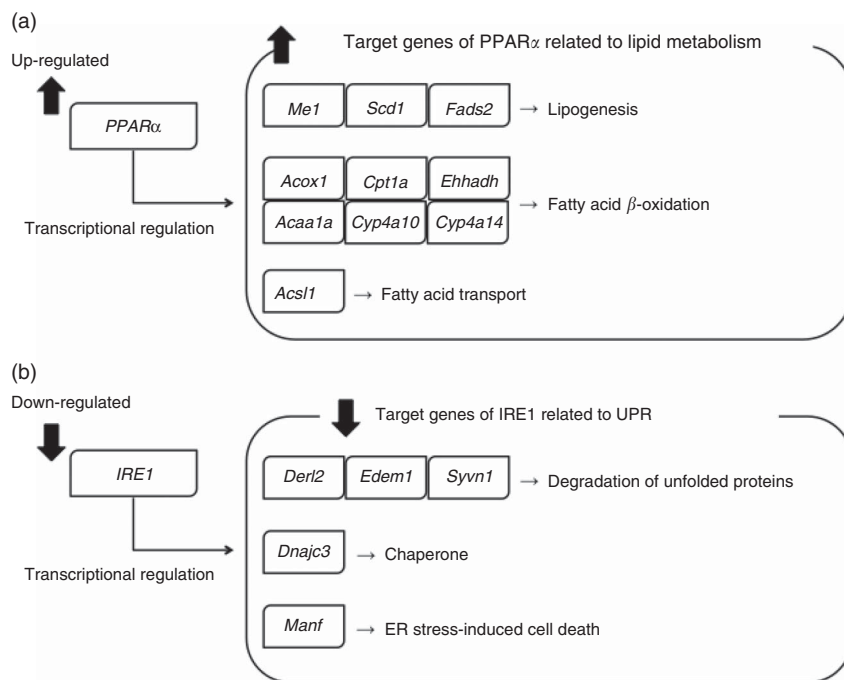 (a)
Up-regulated
Target genes of PPARα related to lipid metabolism
PPARα
Me1 Scd1 Fads2 → Lipogenesis
Acox1 Cpt1a Ehhadh
Acaa1a Cyp4a10 Cyp4a14
→ Fatty acid β-oxidation
Transcriptional regulation
Acsl1 → Fatty acid transport
(b)
Down-regulated
Target genes of IRE1 related to UPR
IRE1
Derl2 Edem1 Syvn1 → Degradation of unfolded proteins
Dnajc3 → Chaperone
Transcriptional regulation
Manf → ER stress-induced cell death